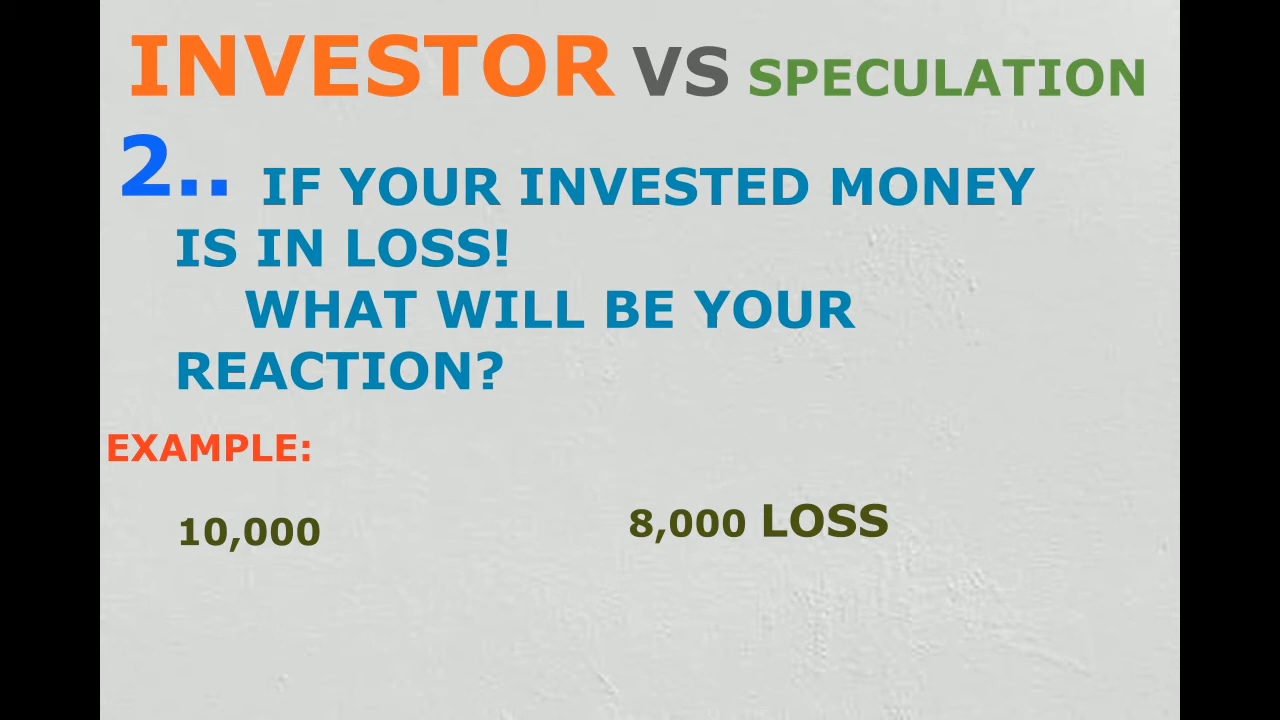 INVESTOR VS SPECULATION
2.. IF YOUR INVESTED MONEY
IS IN LOSS!
WHAT WILL BE YOUR
REACTION?
EXAMPLE:
10,000 8,000 LOSS